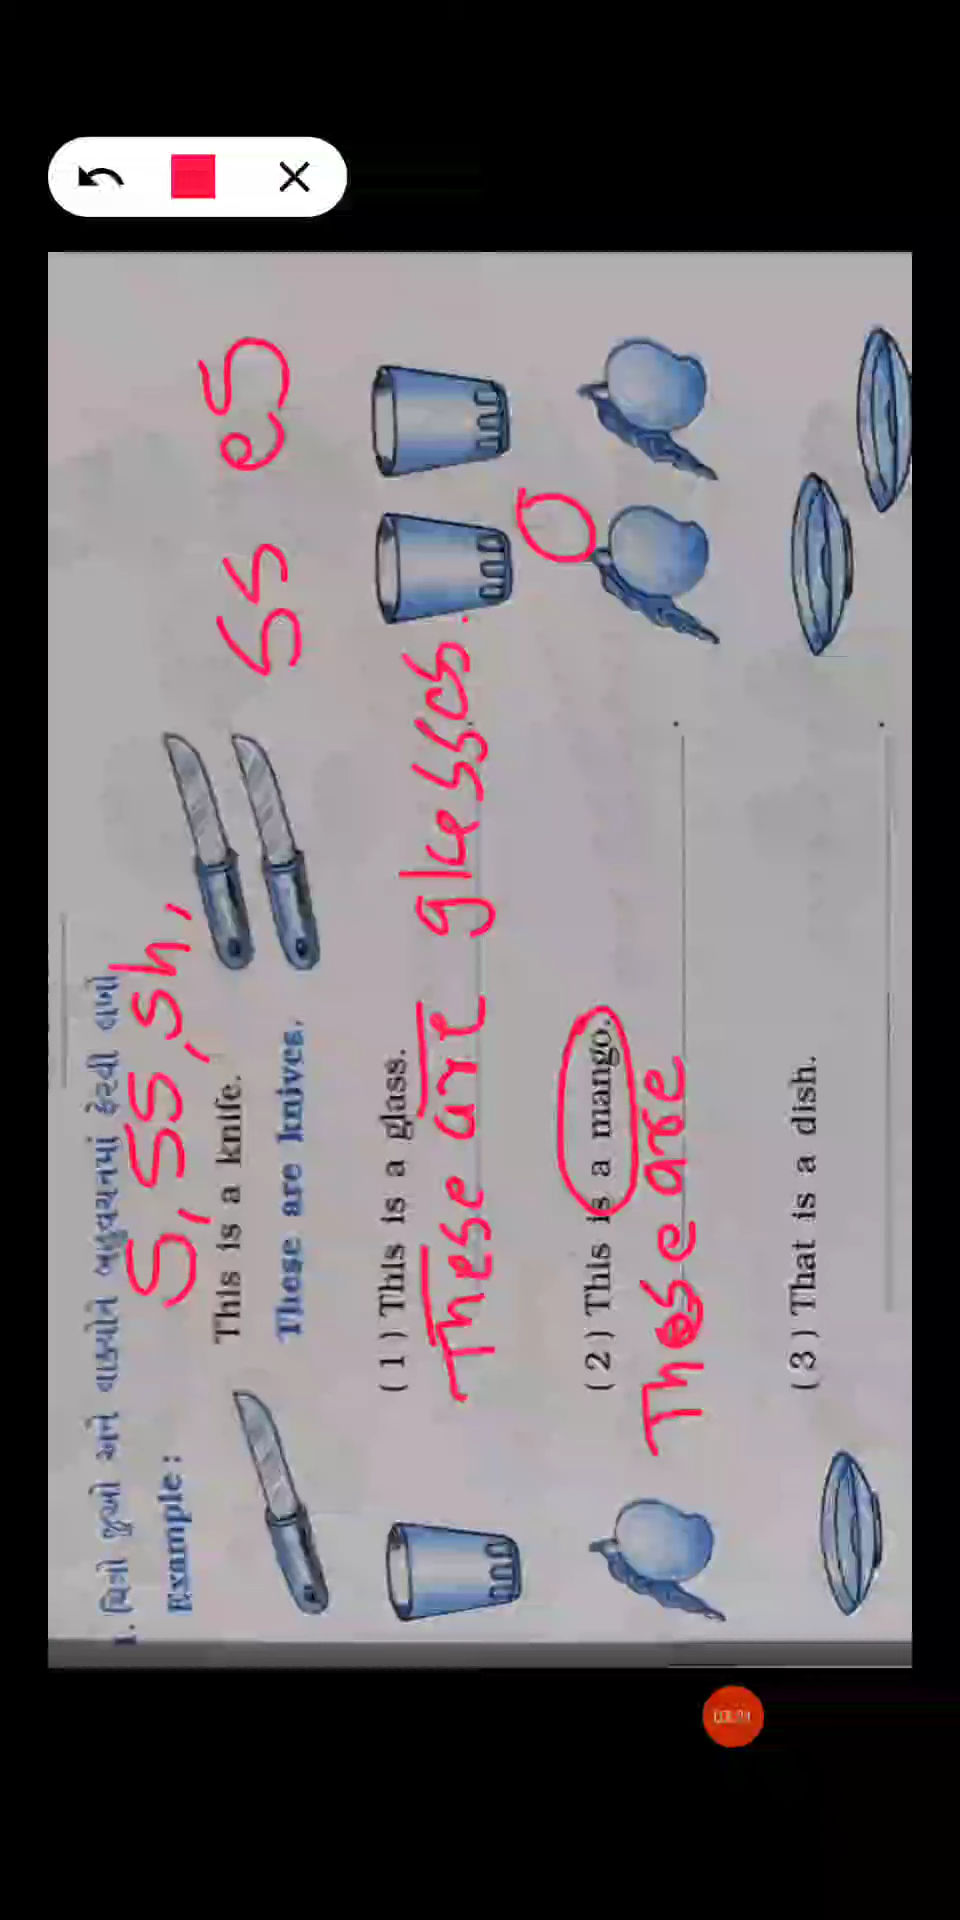 1. ચિત્રો જુઓ અને વાક્યોને બહુવચનમાં ફેરવી લખો
Example :
S, SS, Sh,
This is a knife.
These are knives.
SS es
( 1 ) This is a glass.
These are glasses.
( 2 ) This is a mango.
O
These are
( 3 ) That is a dish.